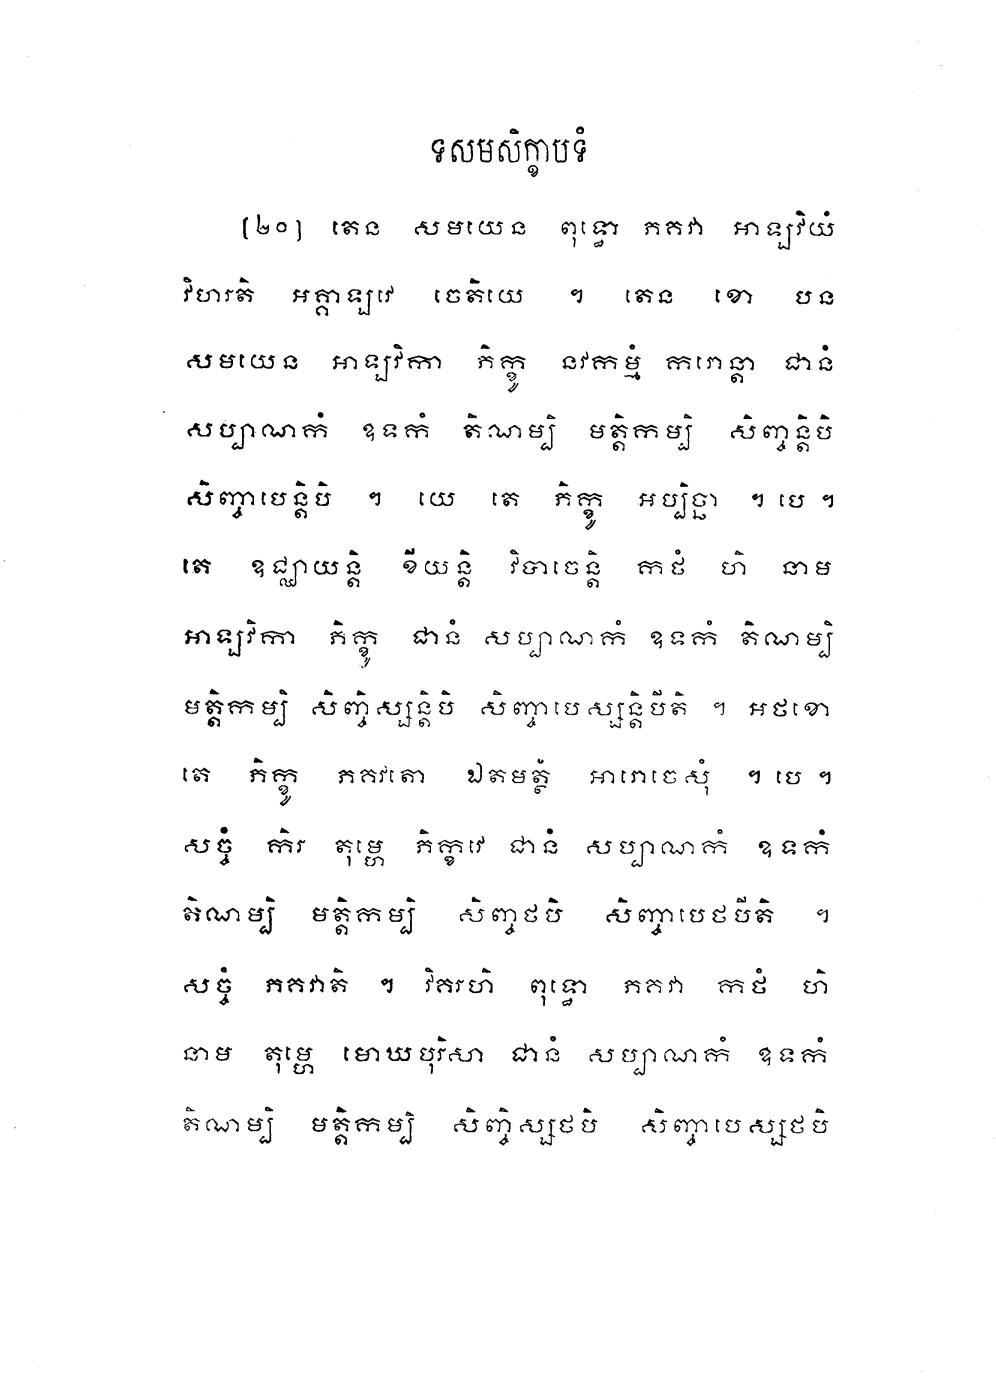 ទសមសិក្ខាបទំ
(២០) តេន សមយេន ពុទ្ធោ ភគវា អាឡវិយំ
វិហរតិ អគ្គាឡវេ ចេតិយេ ។ តេន ខោ បន
សមយេន អាឡវិកា ភិក្ខូ នវកម្មំ ករោន្តា ជានំ
សប្បាណកំ ឧទកំ តិណម្បិ មត្តិកម្បិ សិញ្ចន្តិបិ
សិញ្ចាបេន្តិបិ ។ យេ តេ ភិក្ខូ អប្បិច្ឆា ។ បេ ។
តេ ឧជ្ឈាយន្តិ ខីយន្តិ វិបាចេន្តិ កថំ ហិ នាម
អាឡវិកា ភិក្ខូ ជានំ សប្បាណកំ ឧទកំ តិណម្បិ
មត្តិកម្បិ សិញ្ចិស្សន្តិបិ សិញ្ចាបេស្សន្តិបីតិ ។ អថខោ
តេ ភិក្ខូ ភគវតោ ឯតមត្ថំ អារោចេសុំ ។ បេ ។
សច្ចំ កិរ តុម្ហេ ភិក្ខវេ ជានំ សប្បាណកំ ឧទកំ
តិណម្បិ មត្តិកម្បិ សិញ្ចថបិ សិញ្ចាបេថបីតិ ។
សច្ចំ ភគវាតិ ។ វិគរហិ ពុទ្ធោ ភគវា កថំ ហិ
នាម តុម្ហេ មោឃបុរិសា ជានំ សប្បាណកំ ឧទកំ
តិណម្បិ មត្តិកម្បិ សិញ្ចិស្សថបិ សិញ្ចាបេស្សថបិ